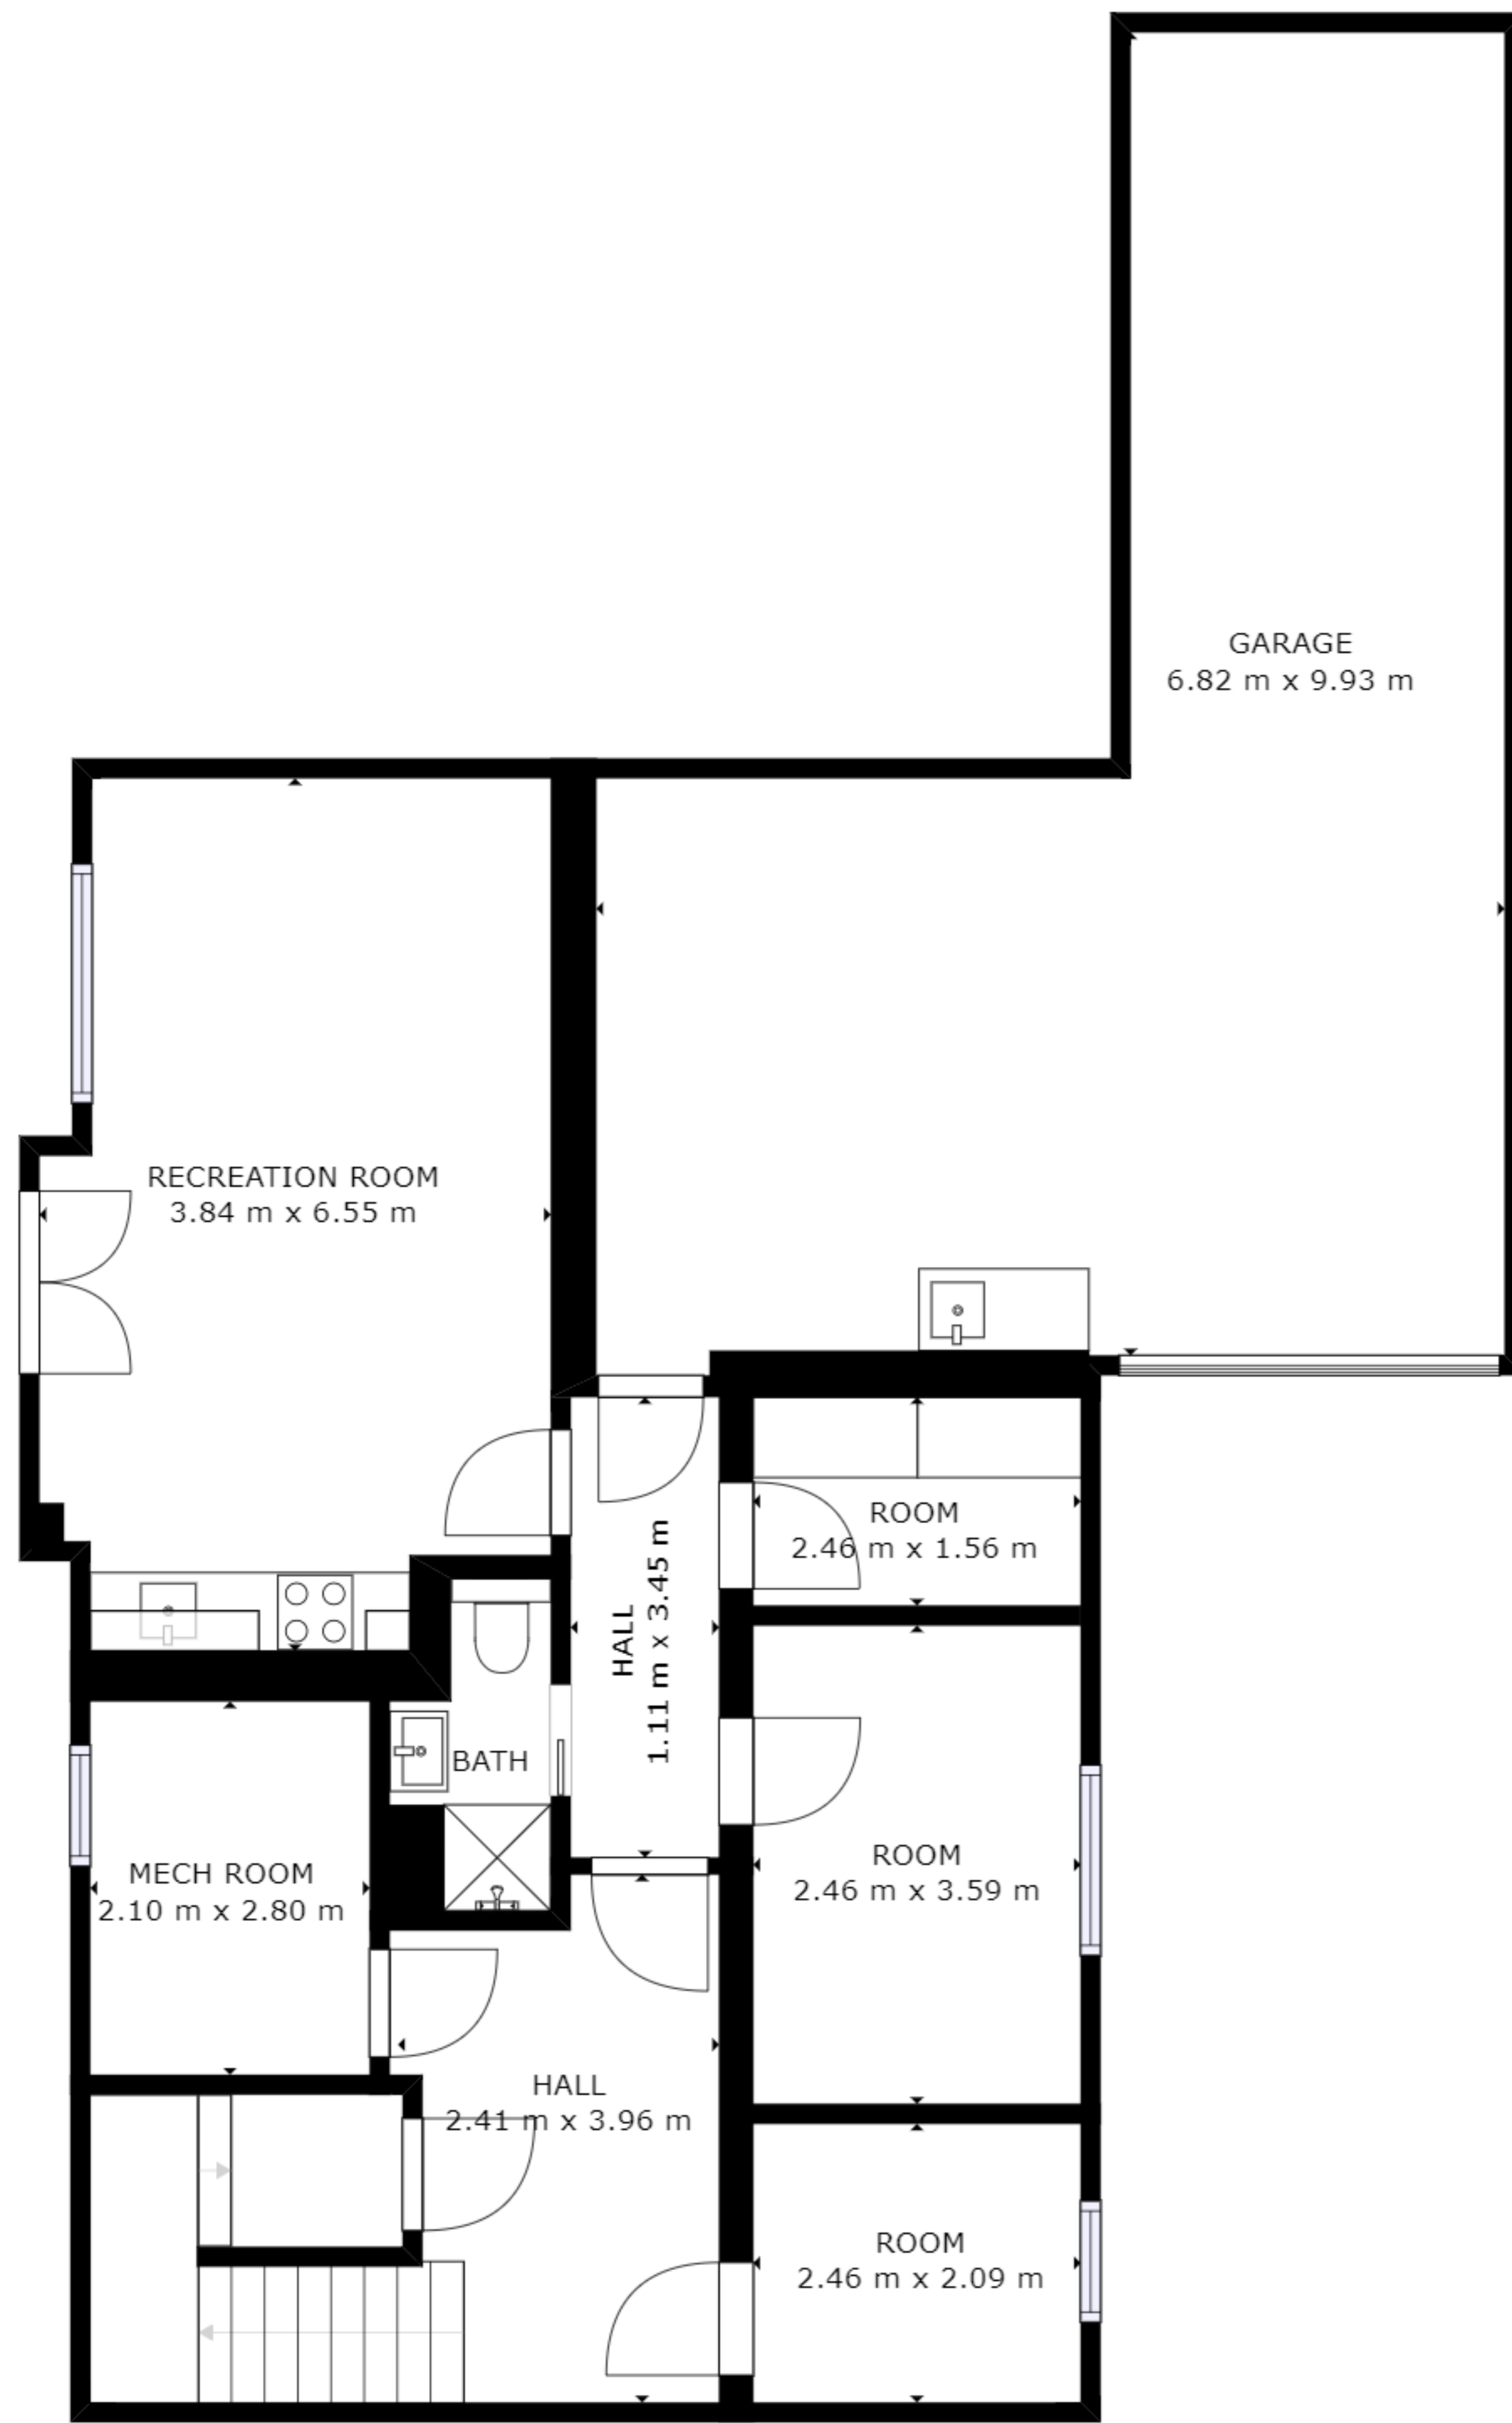 GARAGE
6.82 m x 9.93 m
RECREATION ROOM
3.84 m x 6.55 m
ROOM
2.46 m x 1.56 m
HALL
1.11 m x 3.45 m
BATH
ROOM
2.46 m x 3.59 m
MECH ROOM
2.10 m x 2.80 m
HALL
2.41 m x 3.96 m
ROOM
2.46 m x 2.09 m